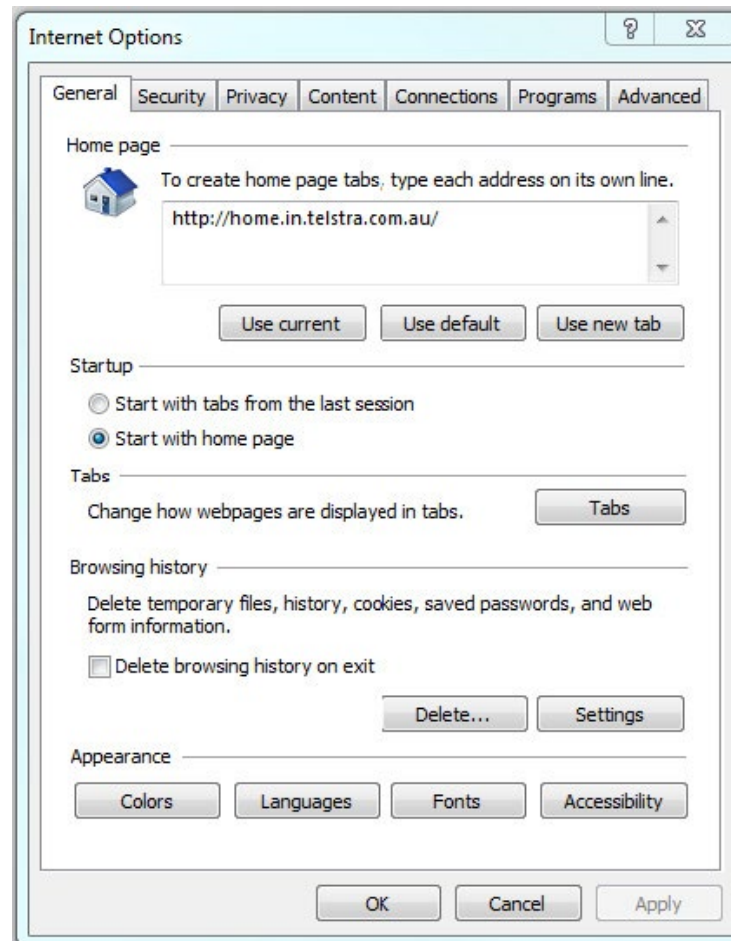 Internet Options
General Security Privacy Content Connections Programs Advanced
Home page
To create home page tabs, type each address on its own line.
http://home.in.telstra.com.au/
Use current Use default Use new tab
Startup
Start with tabs from the last session
Start with home page
Tabs
Change how webpages are displayed in tabs. Tabs
Browsing history
Delete temporary files, history, cookies, saved passwords, and web
form information.
Delete browsing history on exit
Delete... Settings
Appearance
Colors Languages Fonts Accessibility
OK Cancel Apply